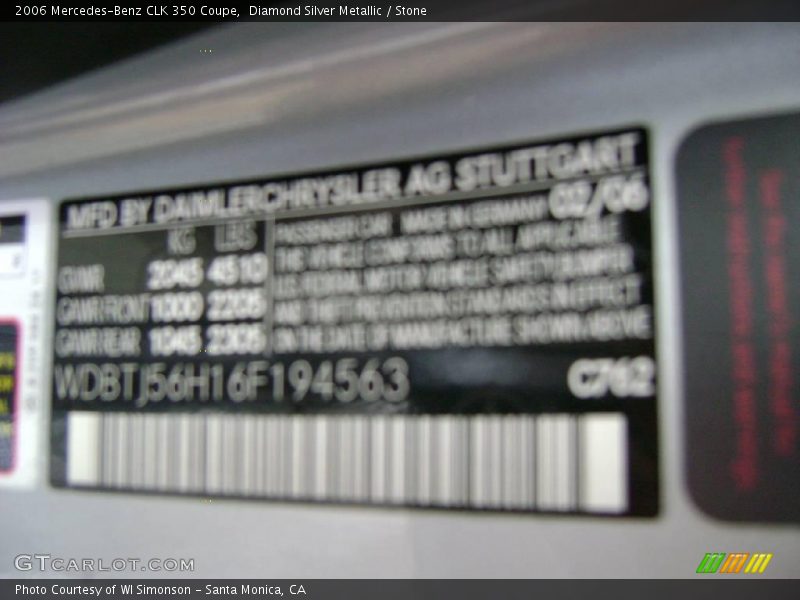 2006 Mercedes-Benz CLK 350 Coupe,  Diamond Silver Metallic / Stone
MFD BY DAIMLERCHRYSLER AG STUTTGART
02/06
KG LBS
GVWR 2045 4510
GAWR FRONT 1000 2205
GAWR REAR 1045 2305
PASSENGER CAR MADE IN GERMANY
THE VEHICLE CONFORMS TO ALL APPLICABLE
U.S. FEDERAL MOTOR VEHICLE SAFETY, BUMPER,
AND THEFT PREVENTION STANDARDS IN EFFECT
ON THE DATE OF MANUFACTURE SHOWN ABOVE
WDBTJ56H16F194563 C762
GTCARLOT.COM
Photo Courtesy of WI Simonson - Santa Monica, CA